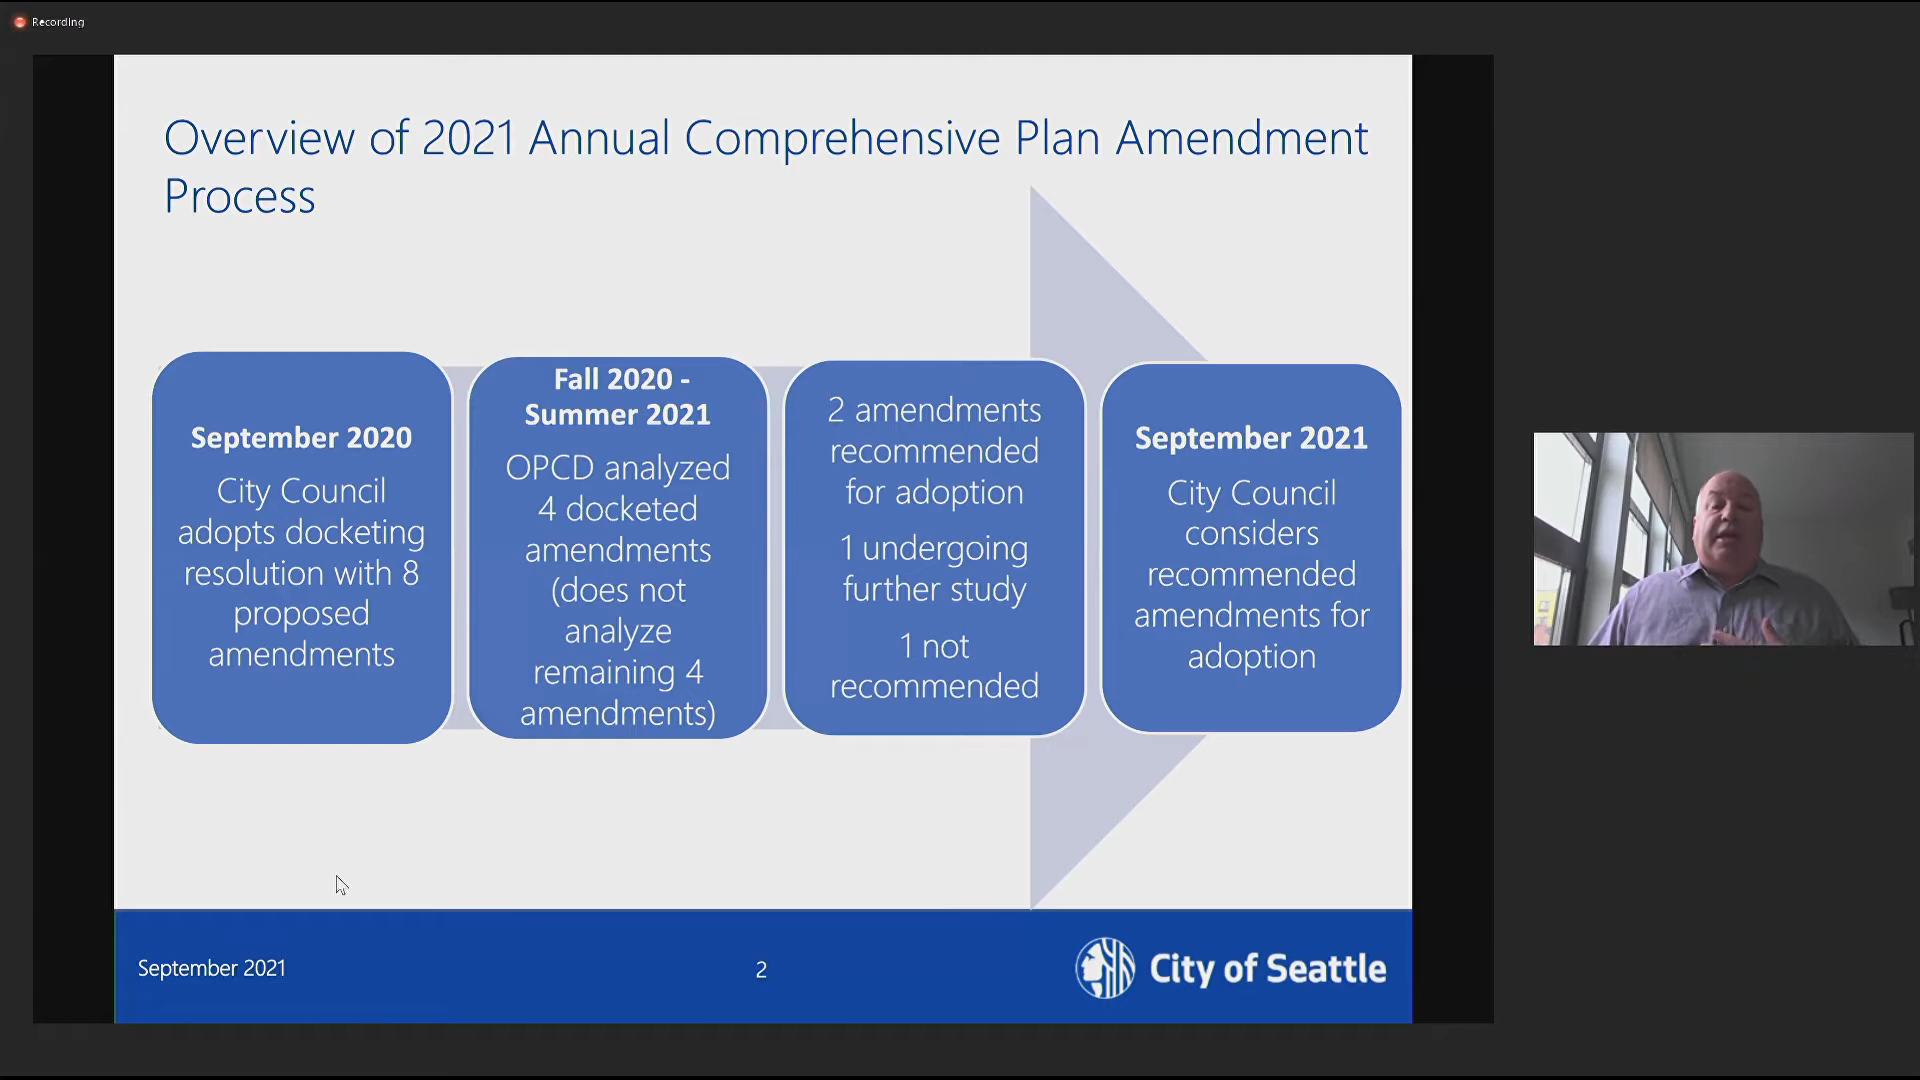 Recording
Overview of 2021 Annual Comprehensive Plan Amendment
Process
September 2020
City Council
adopts docketing
resolution with 8
proposed
amendments
Fall 2020 -
Summer 2021
OPCD analyzed
4 docketed
amendments
(does not
analyze
remaining 4
amendments)
2 amendments
recommended
for adoption
1 undergoing
further study
1 not
recommended
September 2021
City Council
considers
recommended
amendments for
adoption
September 2021
2
City of Seattle